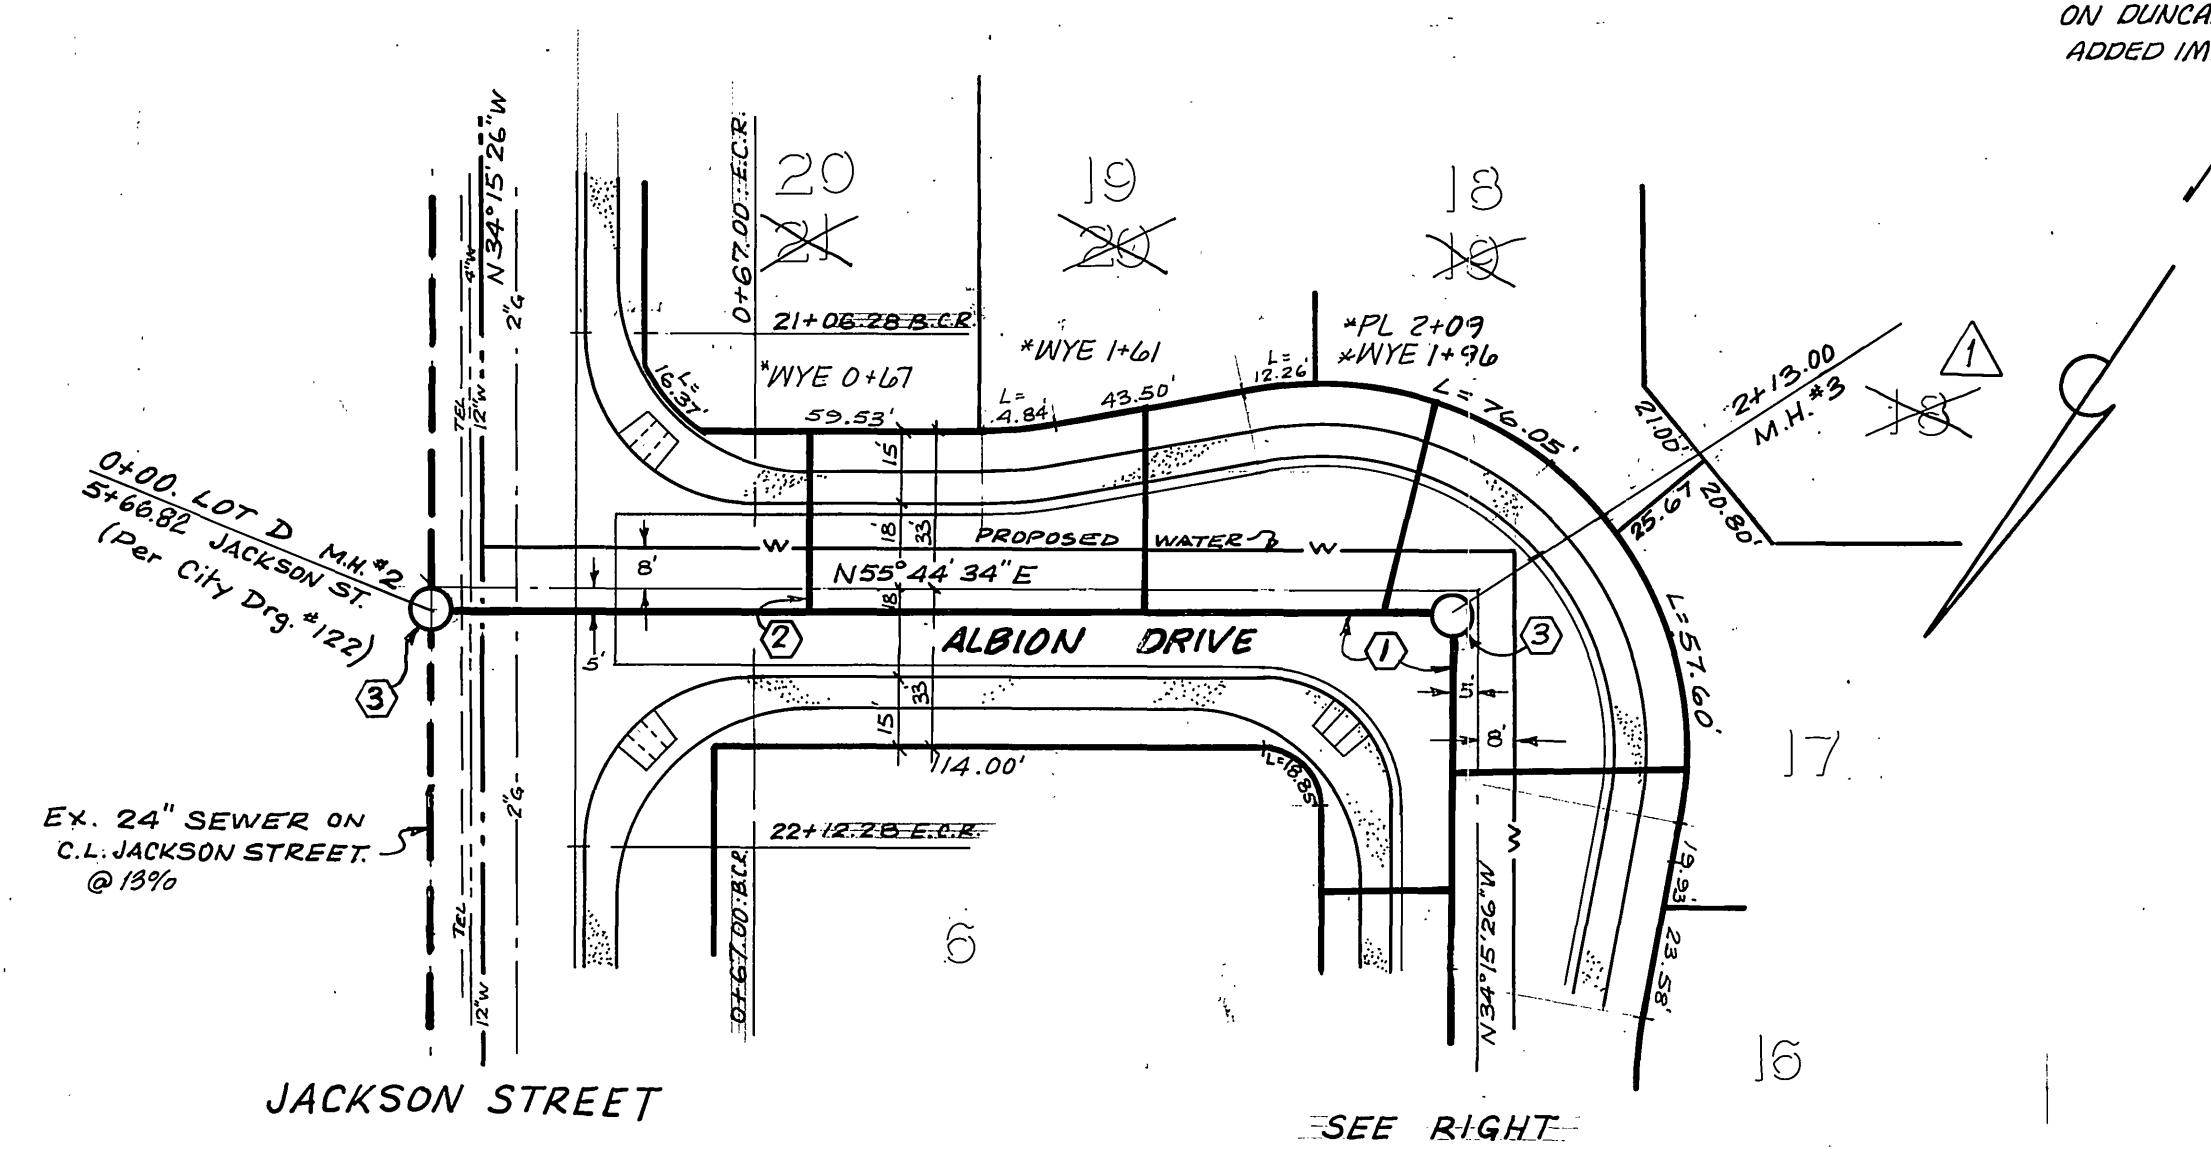 ON DUNCA
ADDED IM
N34°15'26"W
4"W
2"G
TEL
12"W
0+67.00 E.C.R.
20
21
19
20
18
19
21+06.28 B.C.R.
*WYE 0+67
*WYE 1+61
*PL 2+09
*WYE 1+96
L=
16.37'
59.53'
L=
4.84'
43.50'
L=
12.26'
L=76.05'
21.00'
20.80'
25.67
2+13.00
M.H.#3
1
18
0+00. LOT D M.H.#2
5+66.82 JACKSON ST.
(Per City Drg. #122)
3
15'
18'
33'
PROPOSED WATER
W
W
8'
N55°44'34"E
18'
5'
2
ALBION DRIVE
1
3
5'
8'
L=57.60'
33'
15'
114.00'
L=18.85'
17
EX. 24" SEWER ON
C.L. JACKSON STREET.
@ 13%
2"G
22+12.28 E.C.R.
W
0+67.00 B.C.R.
TEL
12"W
6
N34°15'26"W
19.93'
23.58'
16
JACKSON STREET
SEE RIGHT